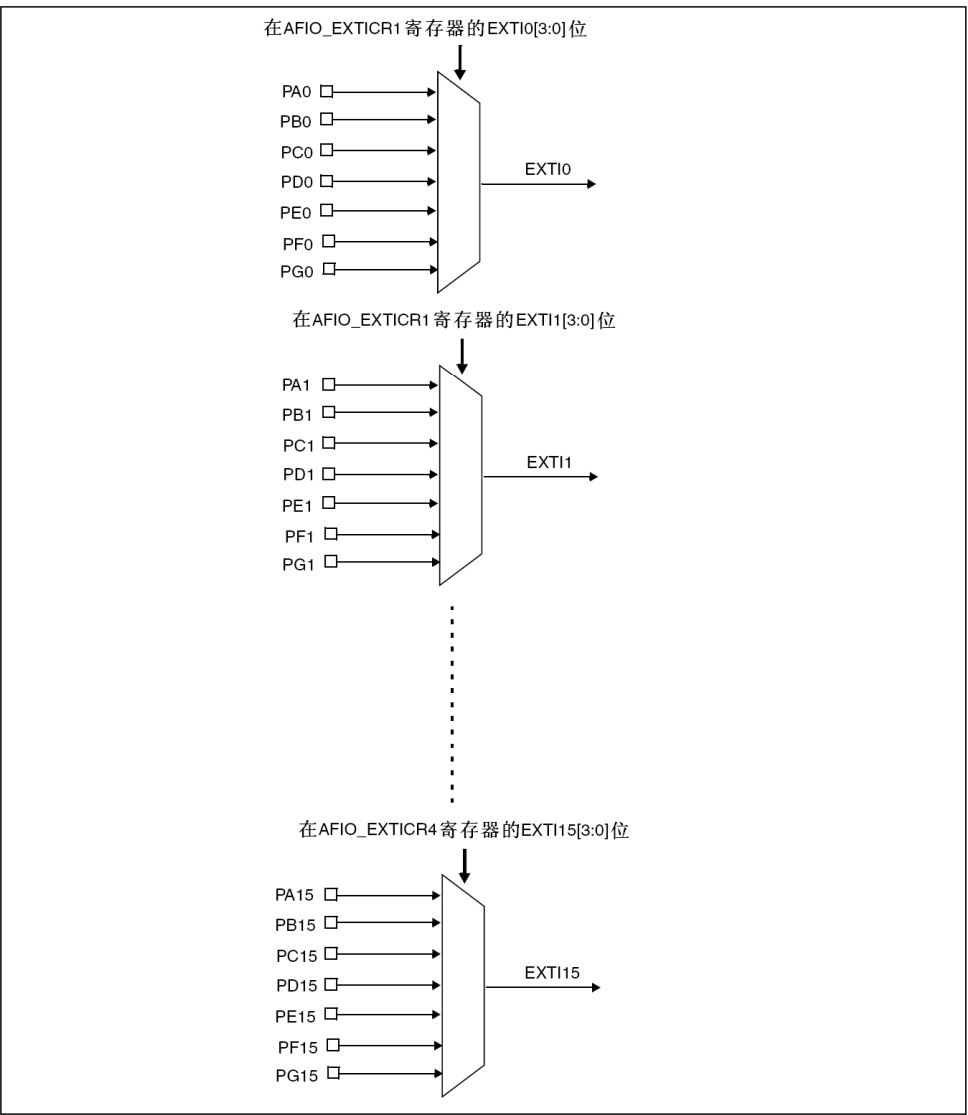 在AFIO_EXTICR1寄存器的EXTI0[3:0]位
PA0
PB0
PC0
EXTI0
PD0
PE0
PF0
PG0
在AFIO_EXTICR1寄存器的EXTI1[3:0]位
PA1
PB1
PC1
EXTI1
PD1
PE1
PF1
PG1
在AFIO_EXTICR4寄存器的EXTI15[3:0]位
PA15
PB15
PC15
EXTI15
PD15
PE15
PF15
PG15